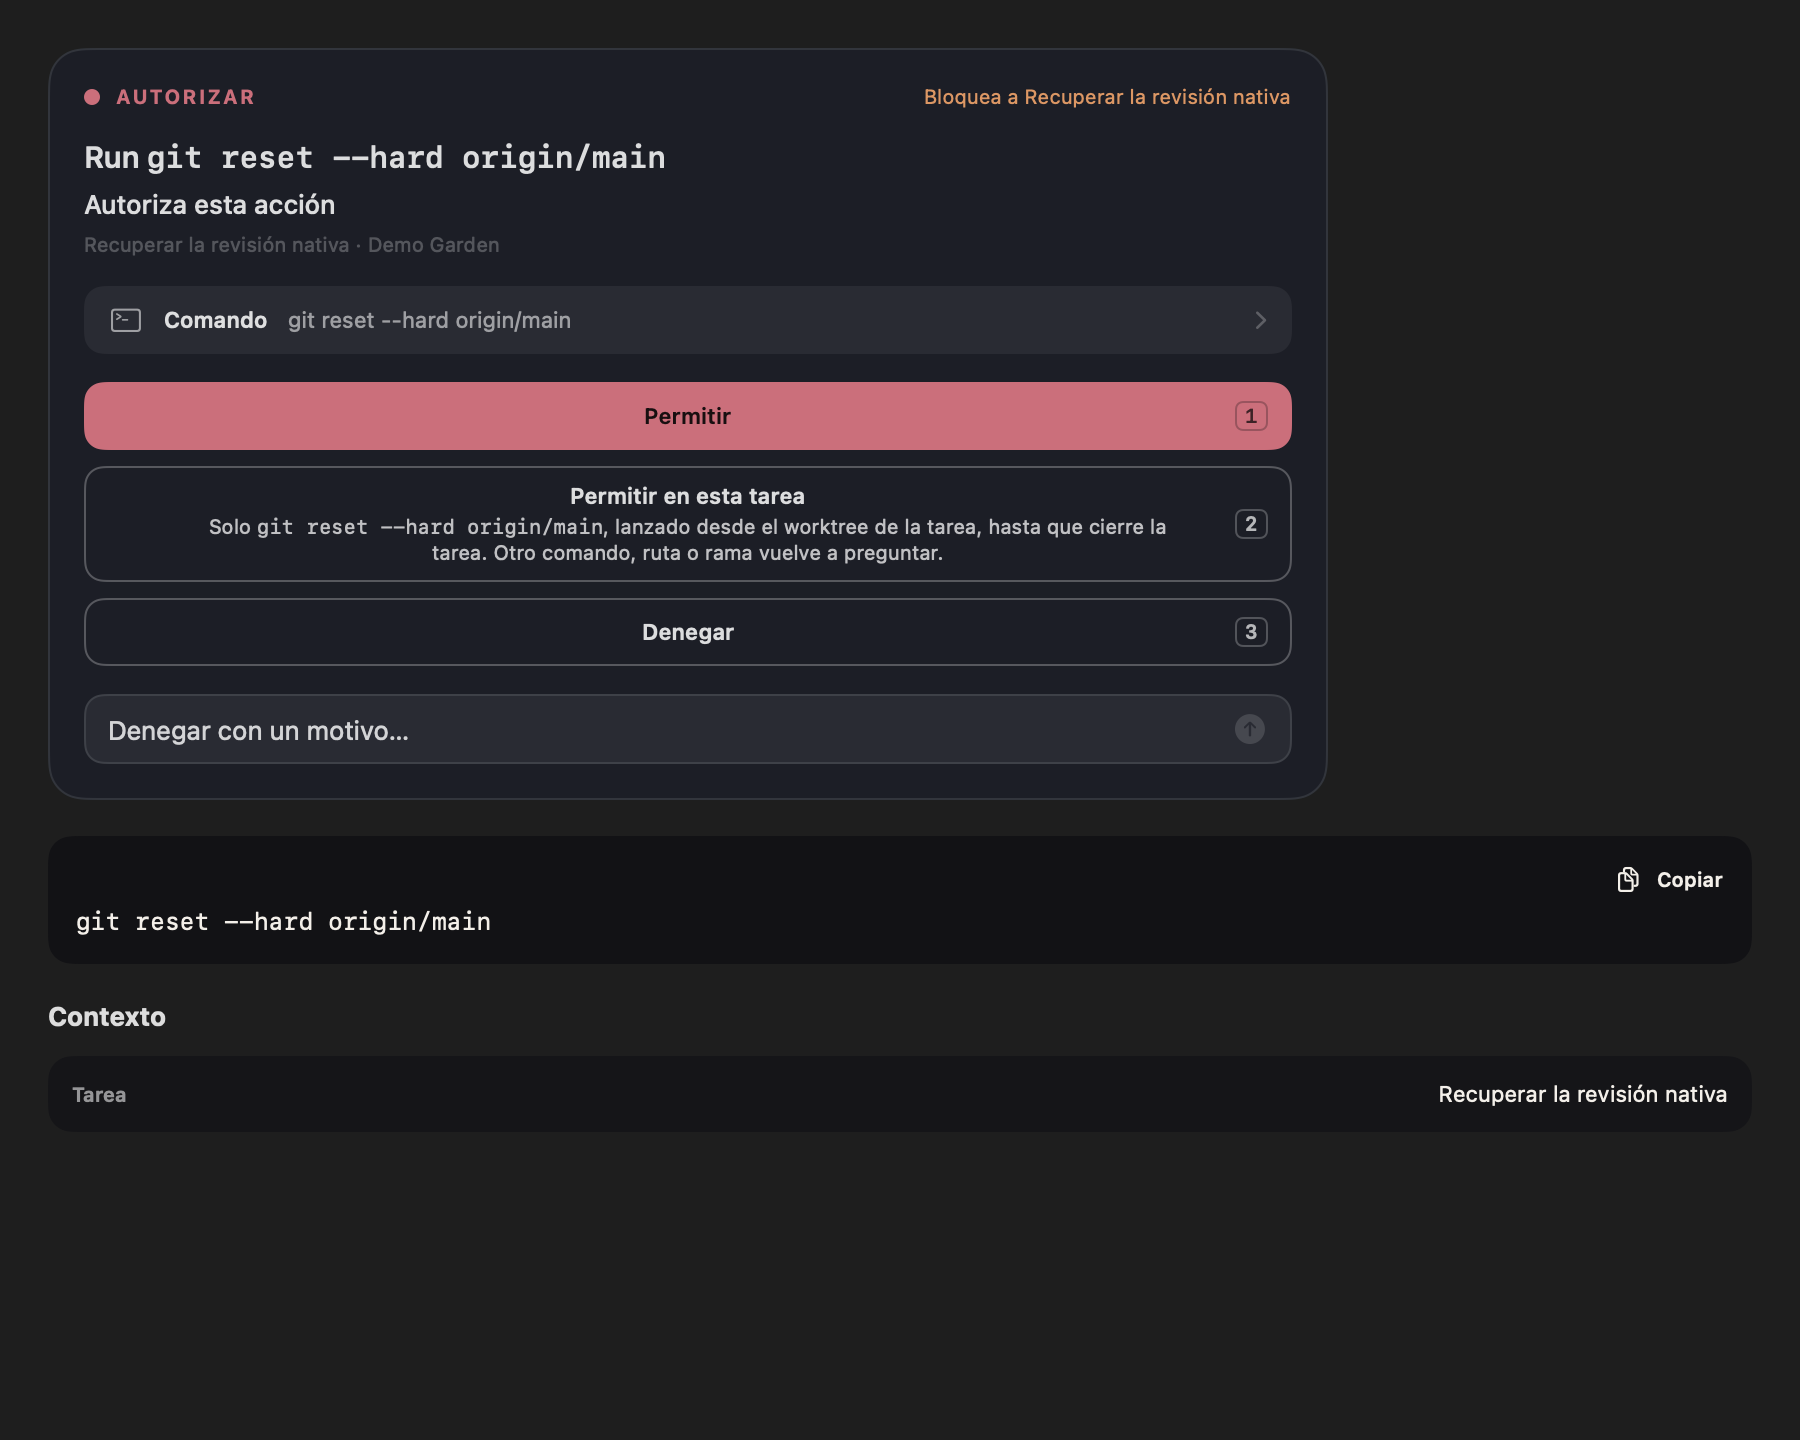 AUTORIZAR
Bloquea a Recuperar la revisión nativa
Run git reset --hard origin/main
Autoriza esta acción
Recuperar la revisión nativa · Demo Garden
Comando git reset --hard origin/main
Permitir 1
Permitir en esta tarea
Solo git reset --hard origin/main, lanzado desde el worktree de la tarea, hasta que cierre la
tarea. Otro comando, ruta o rama vuelve a preguntar.
2
Denegar 3
Denegar con un motivo...
Copiar
git reset --hard origin/main
Contexto
Tarea Recuperar la revisión nativa